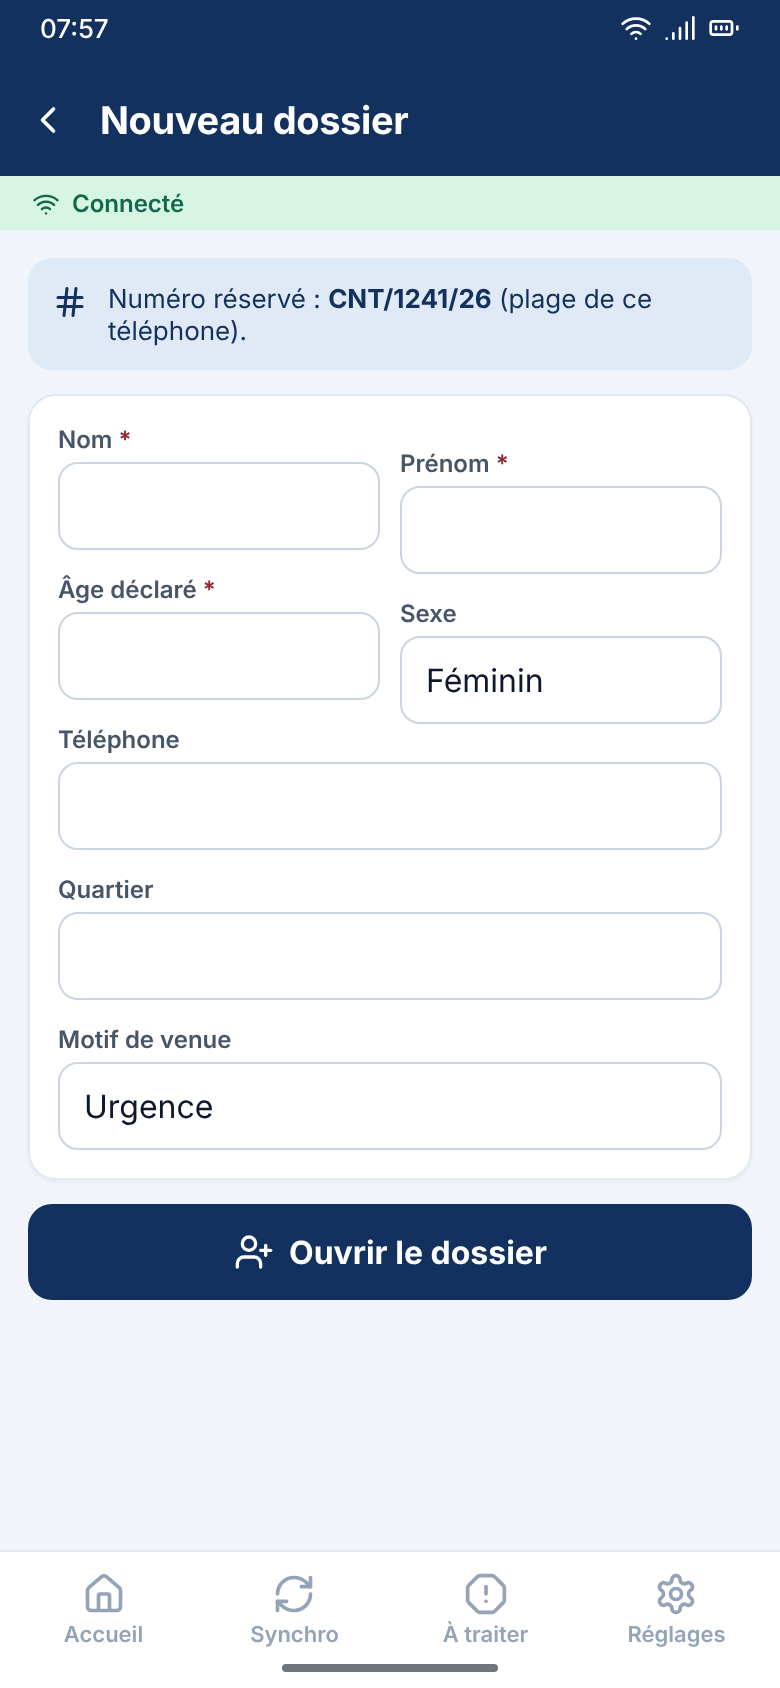 07:57
Nouveau dossier
Connecté
Numéro réservé : CNT/1241/26 (plage de ce
téléphone).
Nom *
Prénom *
Âge déclaré *
Sexe
Féminin
Téléphone
Quartier
Motif de venue
Urgence
Ouvrir le dossier
Accueil
Synchro
À traiter
Réglages